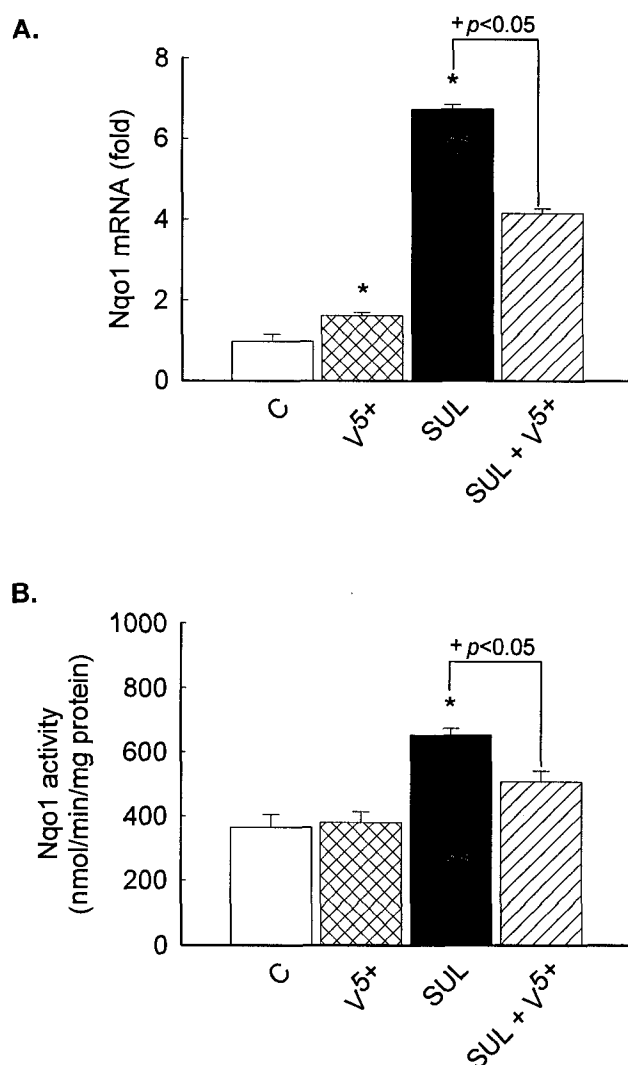 A.
+ p<0.05
*
*
Nqo1 mRNA (fold)
8
6
4
2
0
C
V5+
SUL
SUL + V5+
B.
+ p<0.05
*
Nqo1 activity
(nmol/min/mg protein)
1000
800
600
400
200
0
C
V5+
SUL
SUL + V5+